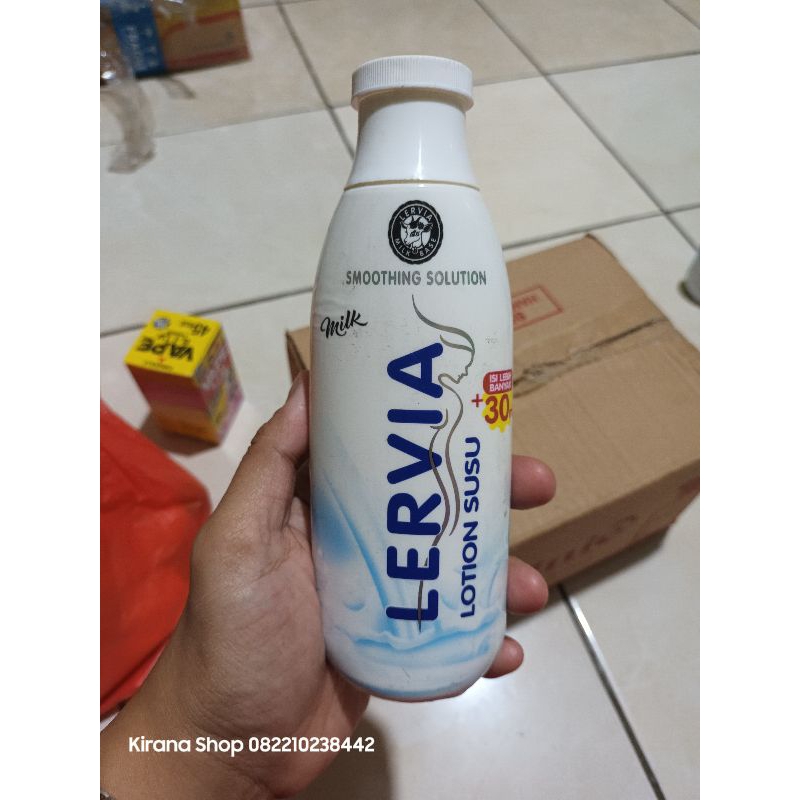 LERVIA
MILK BASE
SMOOTHING SOLUTION
Milk
LERVIA
LOTION SUSU
ISI LEBIH
BANYAK
+30
VAPE
Kirana Shop 082210238442